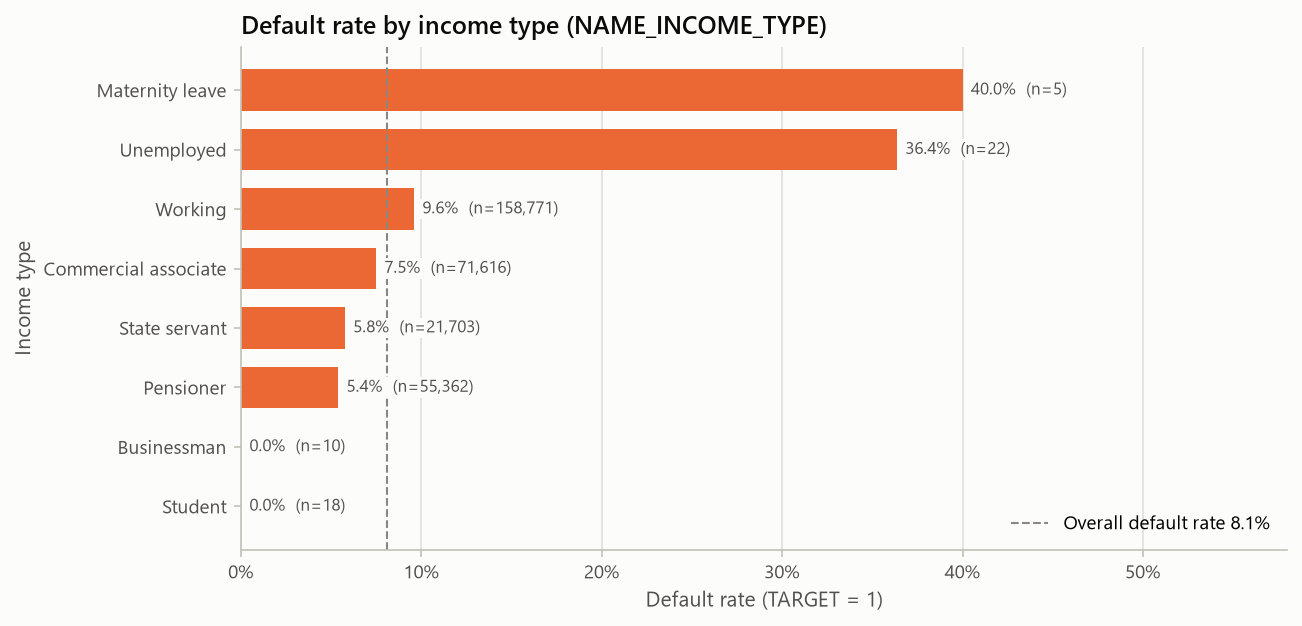 Default rate by income type (NAME_INCOME_TYPE)
Income type
Maternity leave 40.0% (n=5)
Unemployed 36.4% (n=22)
Working 9.6% (n=158,771)
Commercial associate 7.5% (n=71,616)
State servant 5.8% (n=21,703)
Pensioner 5.4% (n=55,362)
Businessman 0.0% (n=10)
Student 0.0% (n=18)
Overall default rate 8.1%
0% 10% 20% 30% 40% 50%
Default rate (TARGET = 1)